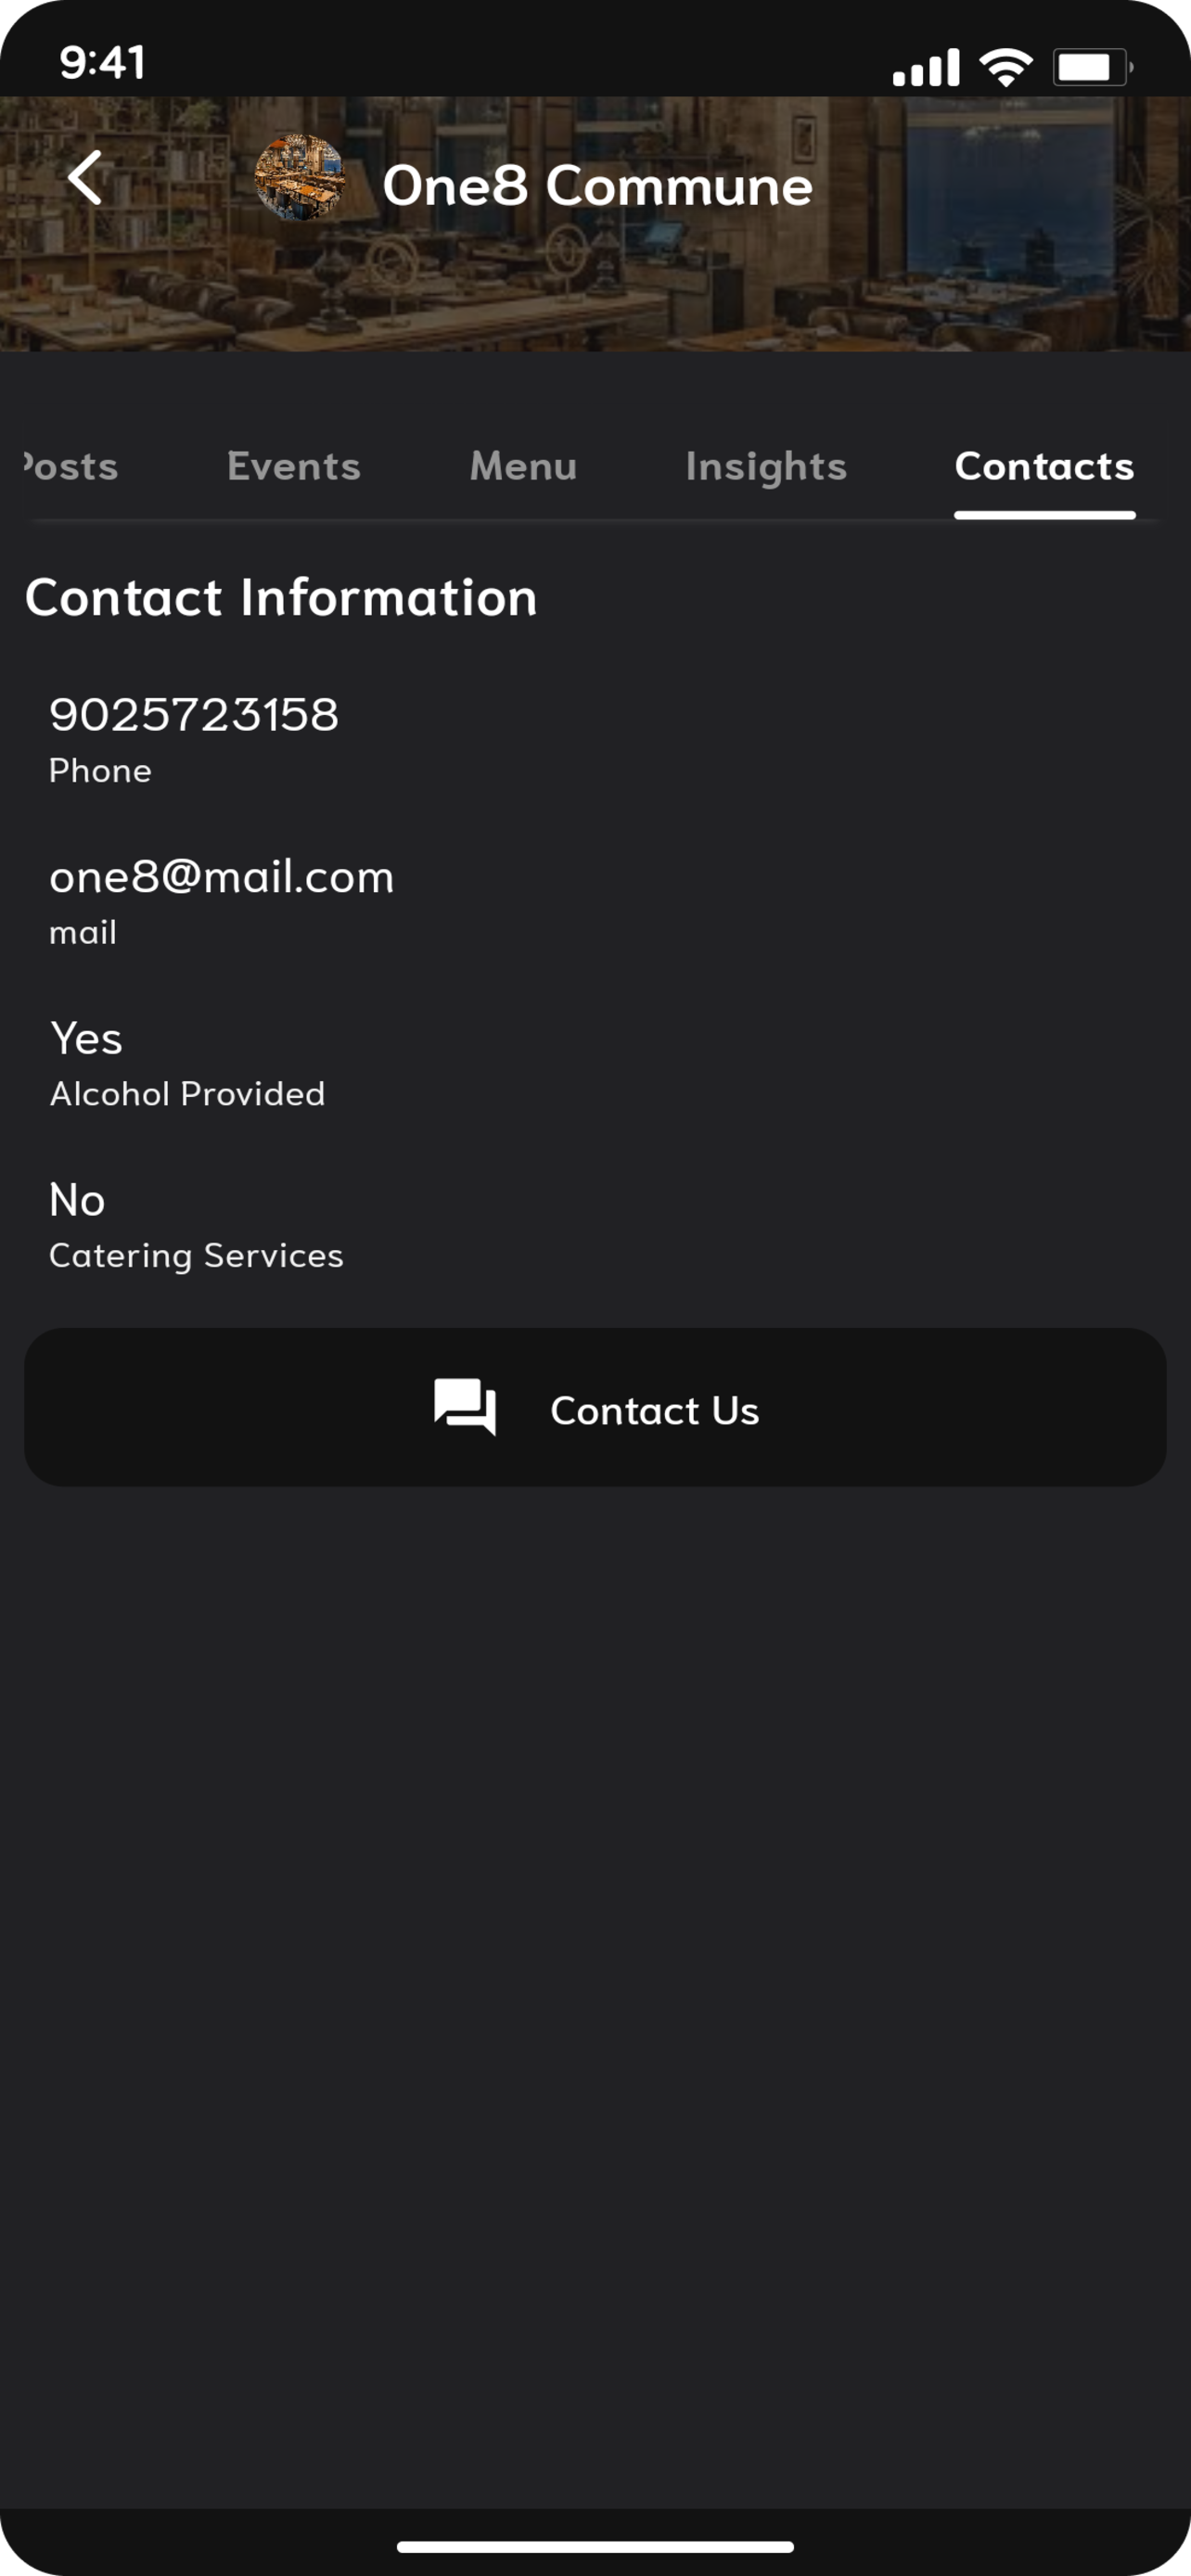 9:41
One8 Commune
Posts Events Menu Insights Contacts
Contact Information
9025723158
Phone
one8@mail.com
mail
Yes
Alcohol Provided
No
Catering Services
Contact Us